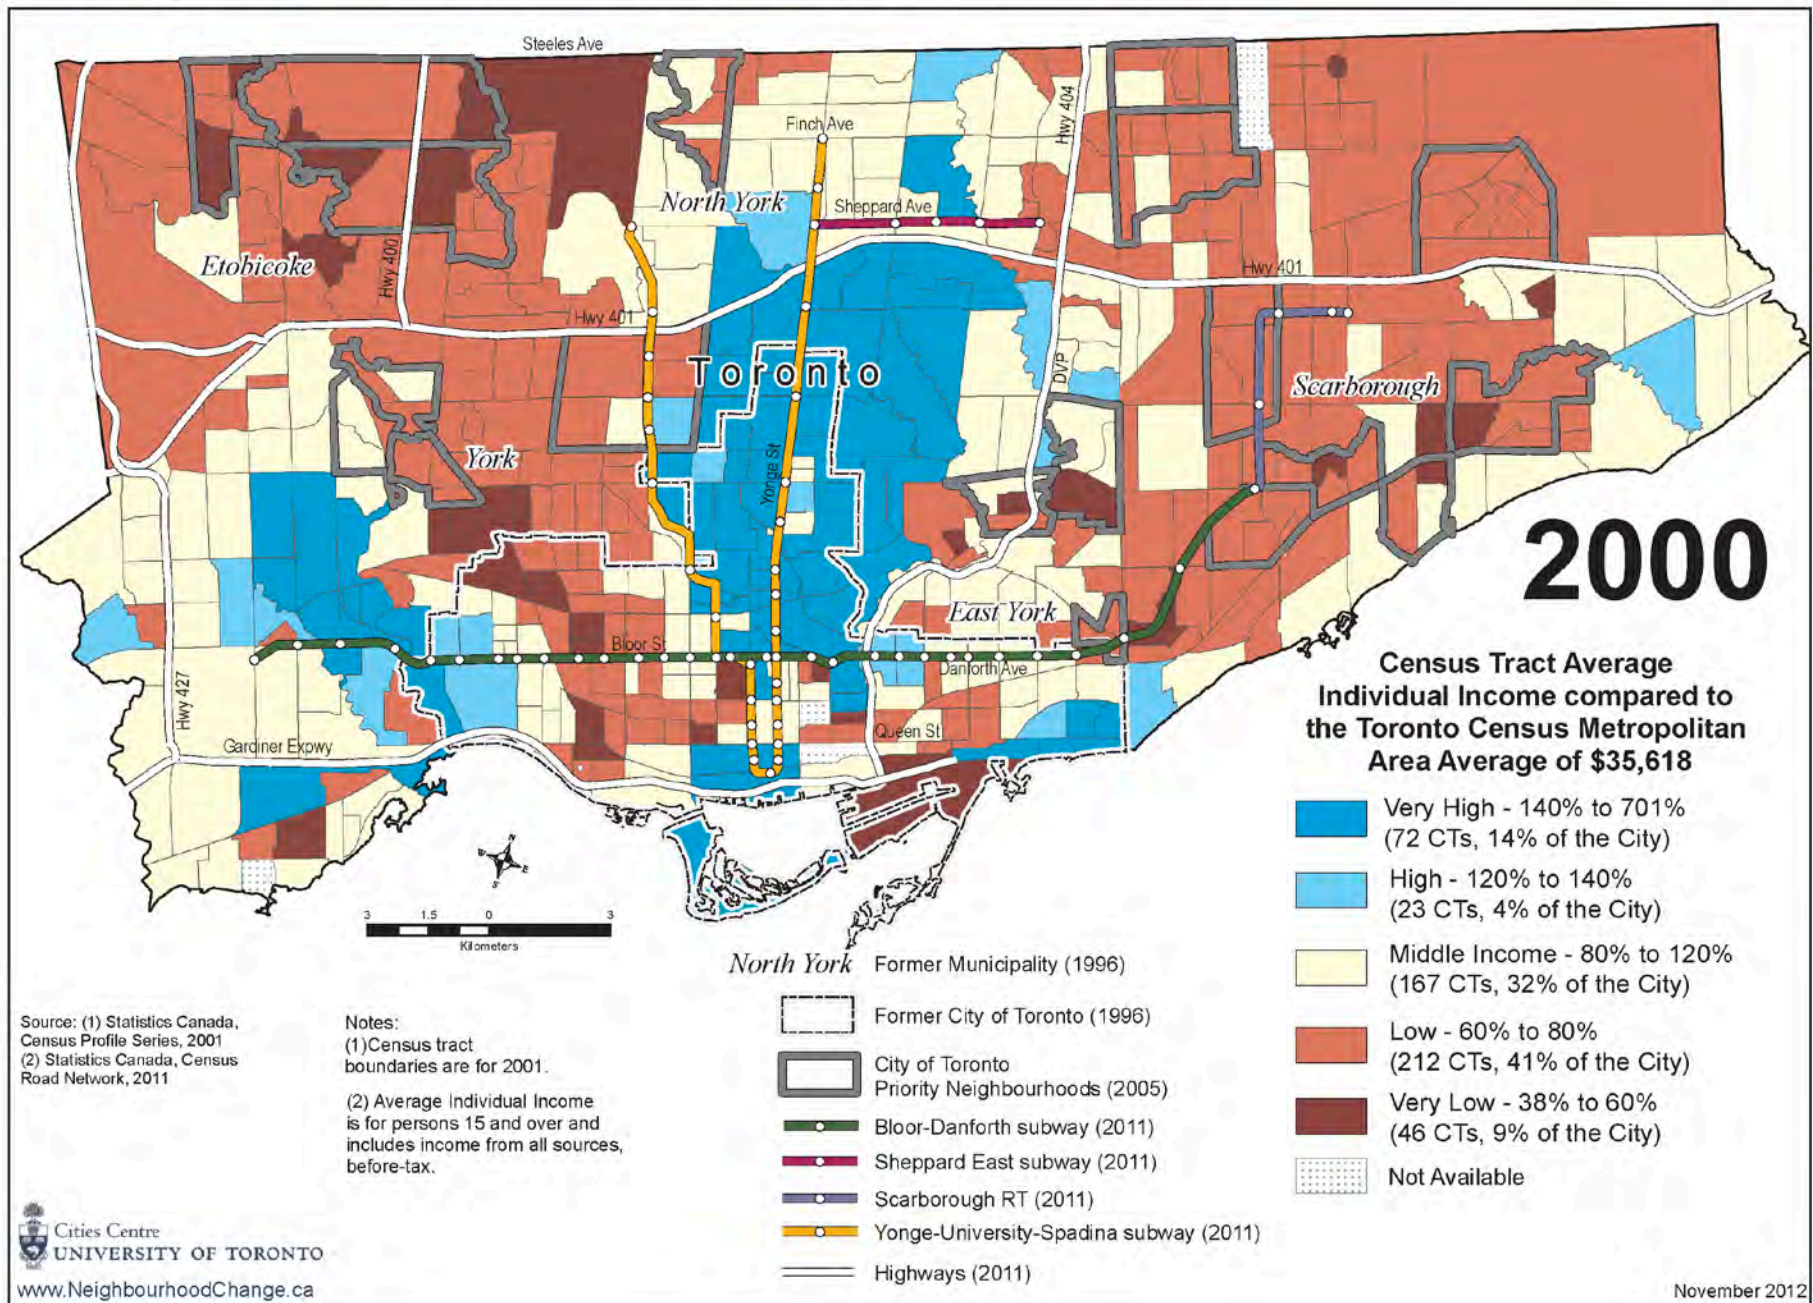 Steeles Ave
Finch Ave
Hwy 404
North York
Sheppard Ave
Etobicoke
Hwy 400
Hwy 401
Hwy 401
Toronto
DVP
Scarborough
York
Yonge St
2000
East York
Bloor St
Danforth Ave
Hwy 427
Queen St
Gardiner Expwy
N
W
E
S
3 1.5 0 3
Kilometers
Census Tract Average
Individual Income compared to
the Toronto Census Metropolitan
Area Average of $35,618
Very High - 140% to 701%
(72 CTs, 14% of the City)
High - 120% to 140%
(23 CTs, 4% of the City)
Middle Income - 80% to 120%
(167 CTs, 32% of the City)
Low - 60% to 80%
(212 CTs, 41% of the City)
Very Low - 38% to 60%
(46 CTs, 9% of the City)
Not Available
North York Former Municipality (1996)
Former City of Toronto (1996)
City of Toronto
Priority Neighbourhoods (2005)
Bloor-Danforth subway (2011)
Sheppard East subway (2011)
Scarborough RT (2011)
Yonge-University-Spadina subway (2011)
Highways (2011)
Source: (1) Statistics Canada,
Census Profile Series, 2001
(2) Statistics Canada, Census
Road Network, 2011
Notes:
(1)Census tract
boundaries are for 2001.
(2) Average Individual Income
is for persons 15 and over and
includes income from all sources,
before-tax.
Cities Centre
UNIVERSITY OF TORONTO
www.NeighbourhoodChange.ca
November 2012